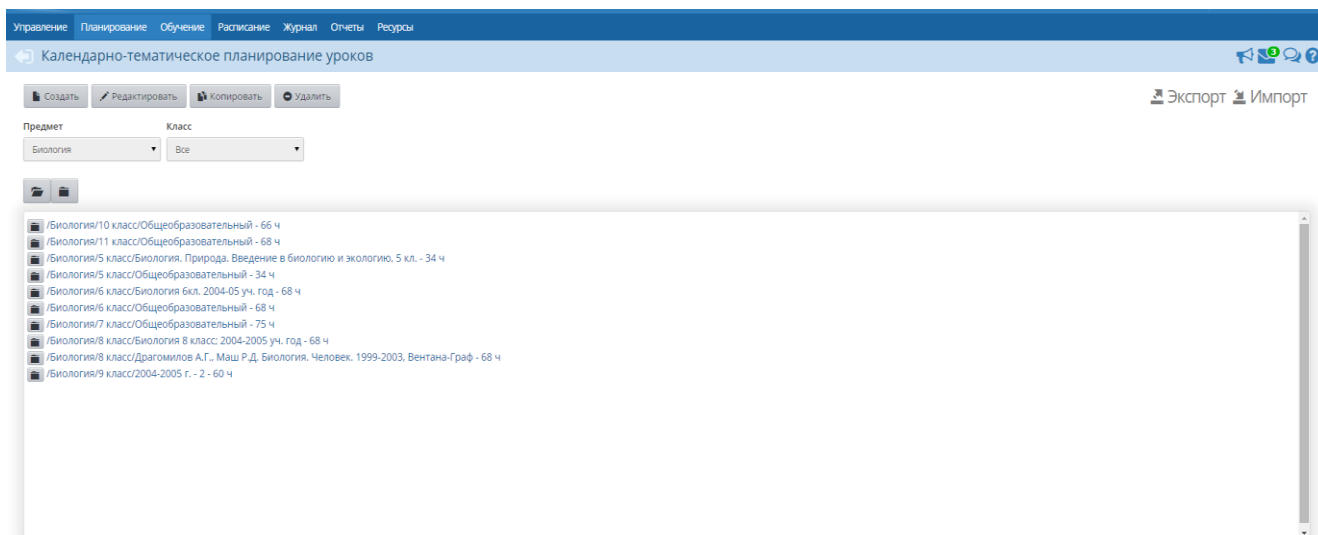 Управление Планирование Обучение Расписание Журнал Отчеты Ресурсы
Календарно-тематическое планирование уроков
3
?
Создать Редактировать Копировать Удалить
Экспорт Импорт
Предмет Класс
Биология Все
/Биология/10 класс/Общеобразовательный - 66 ч
/Биология/11 класс/Общеобразовательный - 68 ч
/Биология/5 класс/Биология. Природа. Введение в биологию и экологию, 5 кл. - 34 ч
/Биология/5 класс/Общеобразовательный - 34 ч
/Биология/6 класс/Биология 6кл. 2004-05 уч. год - 68 ч
/Биология/6 класс/Общеобразовательный - 68 ч
/Биология/7 класс/Общеобразовательный - 75 ч
/Биология/8 класс/Биология 8 класс; 2004-2005 уч. год - 68 ч
/Биология/8 класс/Драгомилов А.Г., Маш Р.Д. Биология. Человек. 1999-2003, Вентана-Граф - 68 ч
/Биология/9 класс/2004-2005 г. - 2 - 60 ч